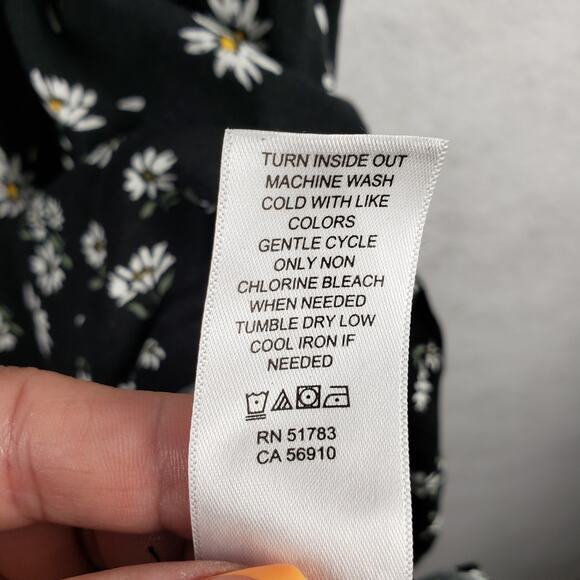 TURN INSIDE OUT
MACHINE WASH
COLD WITH LIKE
COLORS
GENTLE CYCLE
ONLY NON
CHLORINE BLEACH
WHEN NEEDED
TUMBLE DRY LOW
COOL IRON IF
NEEDED
RN 51783
CA 56910